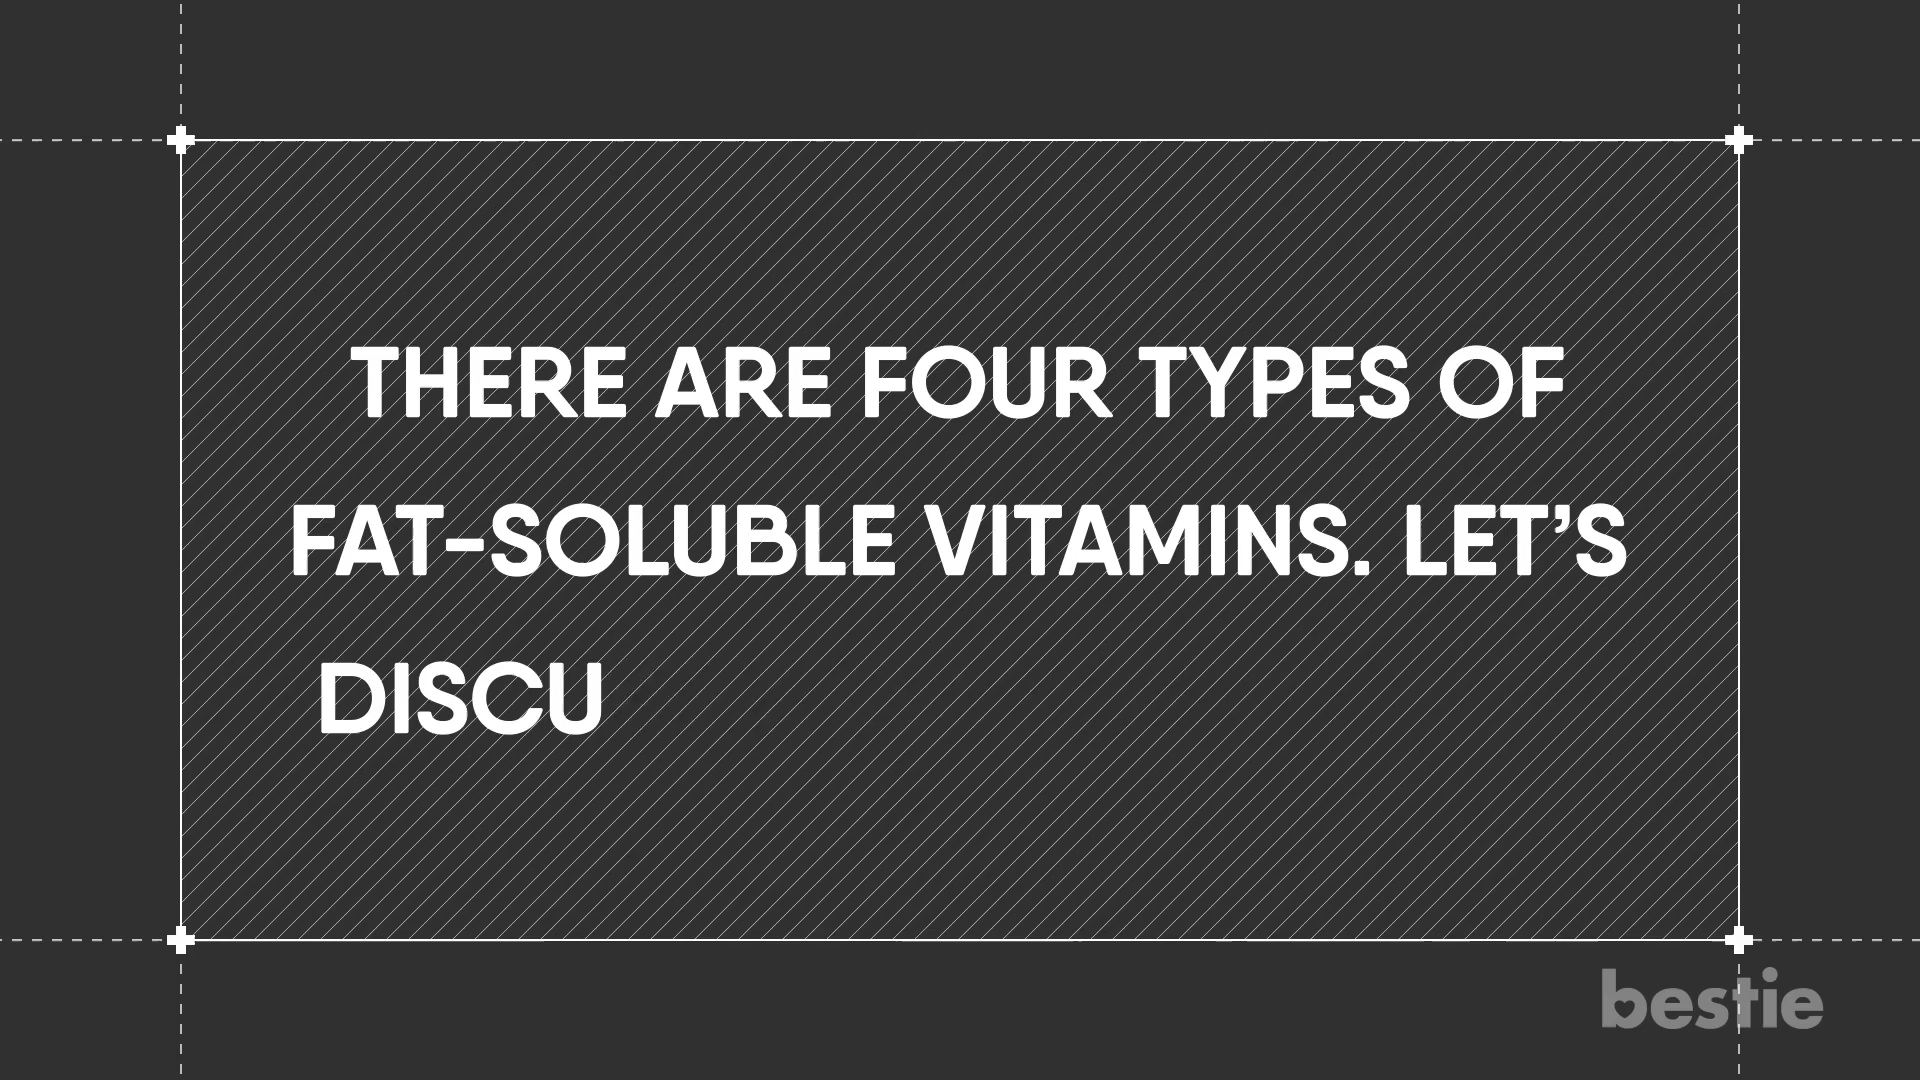 THERE ARE FOUR TYPES OF
FAT-SOLUBLE VITAMINS. LET’S
DISCU
bestie